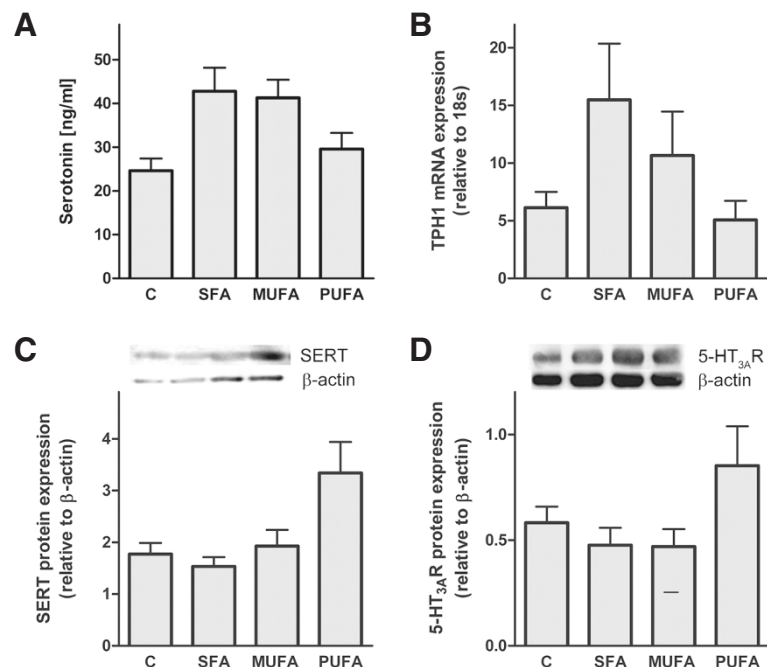 A
Serotonin [ng/ml]
50
40
30
20
10
0
C SFA MUFA PUFA
B
TPH1 mRNA expression
(relative to 18s)
20
15
10
5
0
C SFA MUFA PUFA
C
SERT
β-actin
SERT protein expression
(relative to β-actin)
4
3
2
1
0
C SFA MUFA PUFA
D
5-HT3AR
β-actin
5-HT3AR protein expression
(relative to β-actin)
1.0
0.5
0.0
C SFA MUFA PUFA